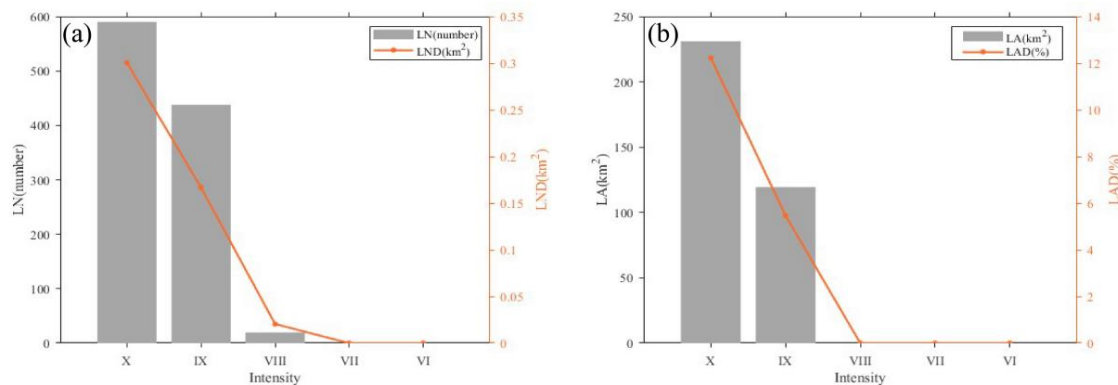 (a)
LN(number)
LND(km²)
600
500
400
300
200
100
0
LN(number)
0.35
0.3
0.25
0.2
0.15
0.1
0.05
0
LND(km²)
X IX VIII VII VI
Intensity
(b)
LA(km²)
LAD(%)
250
200
150
100
50
0
LA(km²)
14
12
10
8
6
4
2
0
LAD(%)
X IX VIII VII VI
Intensity